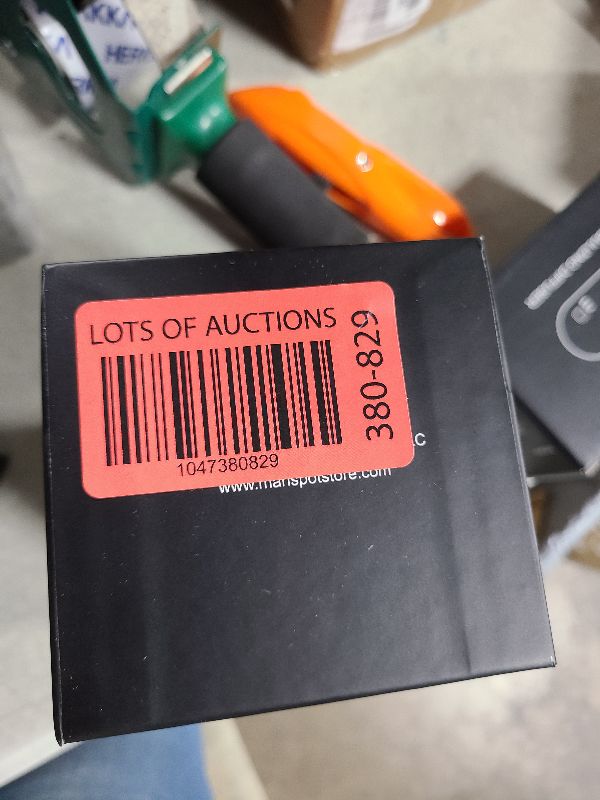 LOTS OF AUCTIONS
380-829
1047380829
C
www.manspotstore.com